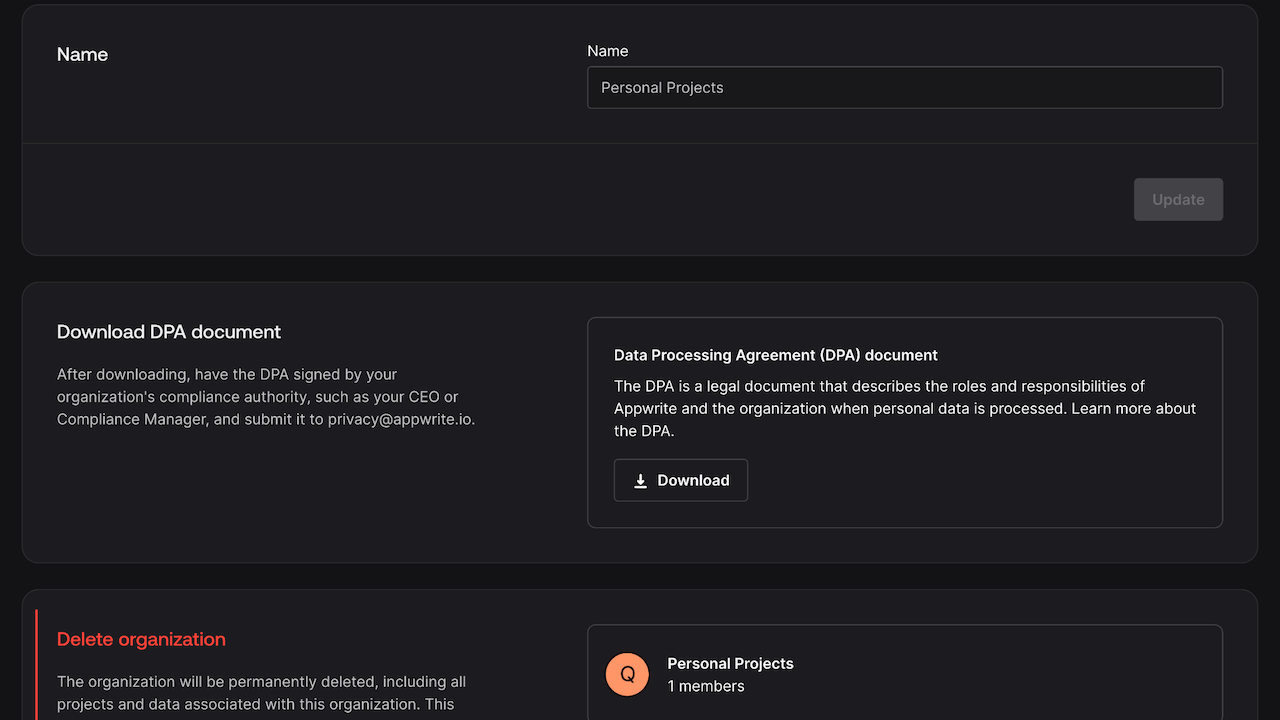 Name
Name
Personal Projects
Update
Download DPA document
After downloading, have the DPA signed by your
organization's compliance authority, such as your CEO or
Compliance Manager, and submit it to privacy@appwrite.io.
Data Processing Agreement (DPA) document
The DPA is a legal document that describes the roles and responsibilities of
Appwrite and the organization when personal data is processed. Learn more about
the DPA.
Download
Delete organization
The organization will be permanently deleted, including all
projects and data associated with this organization. This
Q
Personal Projects
1 members